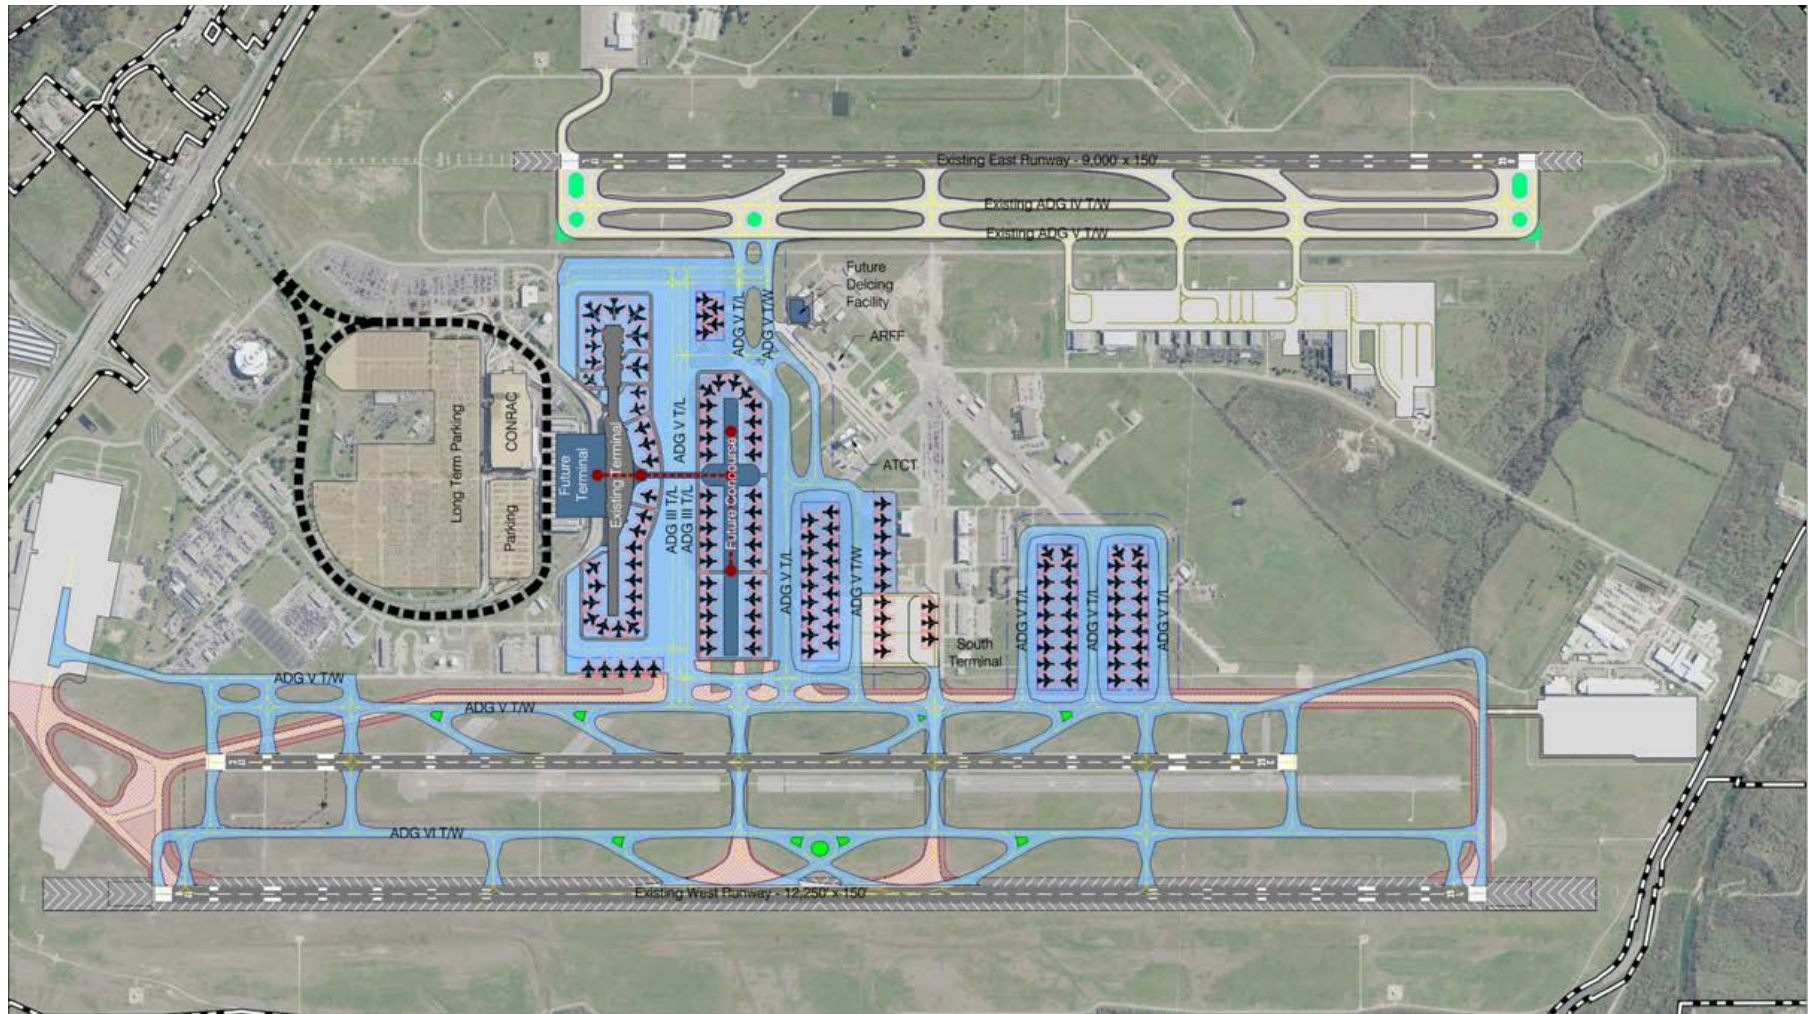 Existing East Runway - 9,000' x 150'
Existing ADG IV T/W
Existing ADG V T/W
Future
Deicing
Facility
ADG V T/L
ADG V T/W
ARFF
ADG V T/L
Long Term Parking
CONRAC
Parking
Future
Terminal
Existing Terminal
ADG III T/L
ADG III T/L
Future Concourse
ATCT
ADG V T/L
ADG V T/W
South
Terminal
ADG V T/L
ADG V T/L
ADG V T/L
ADG V T/W
ADG V T/W
ADG VI T/W
Existing West Runway - 12,250' x 150'